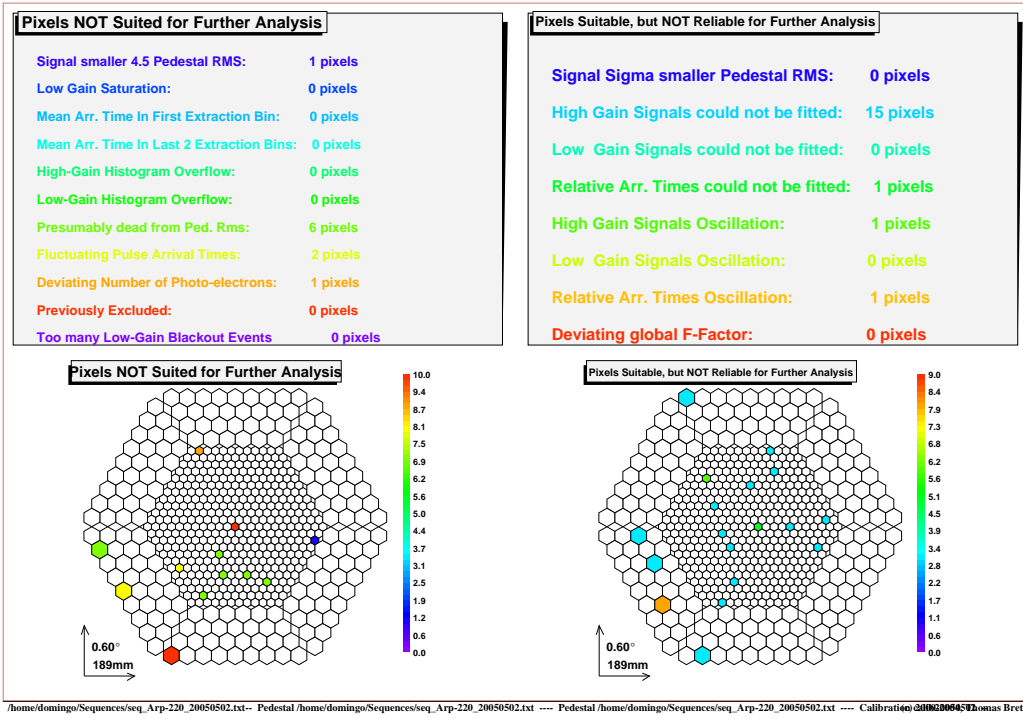 Pixels NOT Suited for Further Analysis
Signal smaller 4.5 Pedestal RMS: 1 pixels
Low Gain Saturation: 0 pixels
Mean Arr. Time In First Extraction Bin: 0 pixels
Mean Arr. Time In Last 2 Extraction Bins: 0 pixels
High-Gain Histogram Overflow: 0 pixels
Low-Gain Histogram Overflow: 0 pixels
Presumably dead from Ped. Rms: 6 pixels
Fluctuating Pulse Arrival Times: 2 pixels
Deviating Number of Photo-electrons: 1 pixels
Previously Excluded: 0 pixels
Too many Low-Gain Blackout Events 0 pixels
Pixels Suitable, but NOT Reliable for Further Analysis
Signal Sigma smaller Pedestal RMS: 0 pixels
High Gain Signals could not be fitted: 15 pixels
Low Gain Signals could not be fitted: 0 pixels
Relative Arr. Times could not be fitted: 1 pixels
High Gain Signals Oscillation: 1 pixels
Low Gain Signals Oscillation: 0 pixels
Relative Arr. Times Oscillation: 1 pixels
Deviating global F-Factor: 0 pixels
Pixels NOT Suited for Further Analysis
10.0
9.4
8.7
8.1
7.5
6.9
6.2
5.6
5.0
4.4
3.7
3.1
2.5
1.9
1.2
0.6
0.0
0.60°
189mm
Pixels Suitable, but NOT Reliable for Further Analysis
9.0
8.4
7.9
7.3
6.8
6.2
5.6
5.1
4.5
3.9
3.4
2.8
2.2
1.7
1.1
0.6
0.0
0.60°
189mm
/home/domingo/Sequences/seq_Arp-220_20050502.txt-- Pedestal /home/domingo/Sequences/seq_Arp-220_20050502.txt ---- Pedestal /home/domingo/Sequences/seq_Arp-220_20050502.txt ---- Calibration Thomas Bret